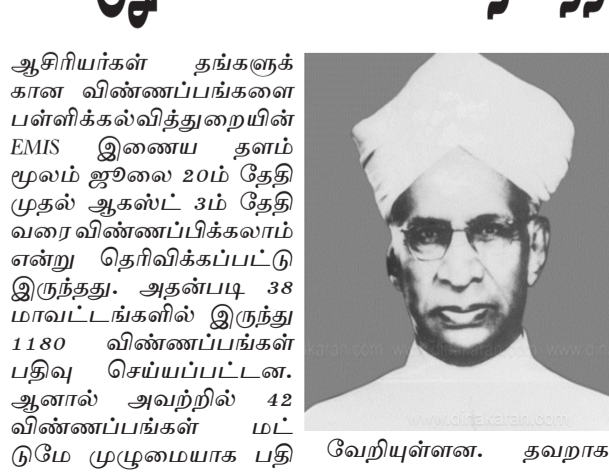 ஆசிரியர்கள் தங்களுக்
கான விண்ணப்பங்களை
பள்ளிக்கல்வித்துறையின்
EMIS இணைய தளம்
மூலம் ஜூலை 20ம் தேதி
முதல் ஆகஸ்ட் 3ம் தேதி
வரை விண்ணப்பிக்கலாம்
என்று தெரிவிக்கப்பட்டு
இருந்தது. அதன்படி 38
மாவட்டங்களில் இருந்து
1180 விண்ணப்பங்கள்
பதிவு செய்யப்பட்டன.
ஆனால் அவற்றில் 42
விண்ணப்பங்கள் மட்
டுமே முழுமையாக பதி
வேறியுள்ளன. தவறாக